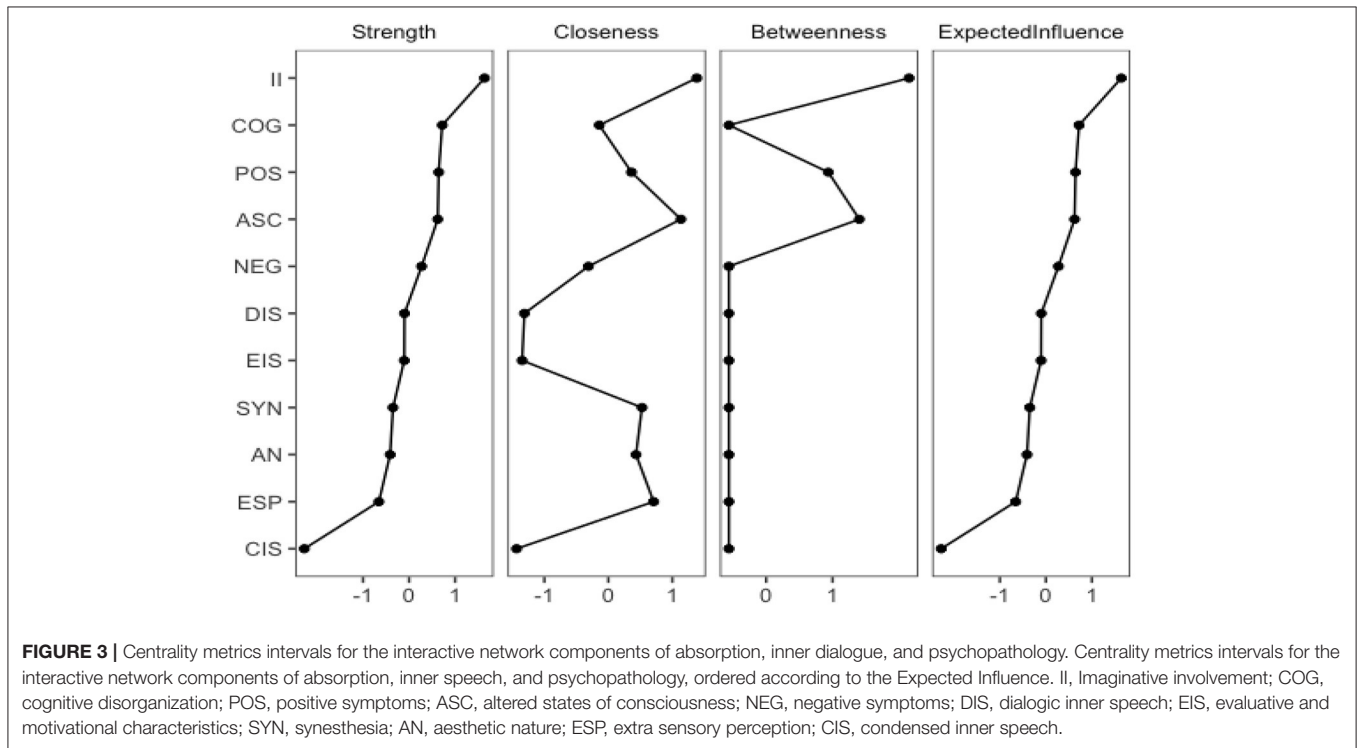 Strength Closeness Betweenness ExpectedInfluence
II
COG
POS
ASC
NEG
DIS
EIS
SYN
AN
ESP
CIS
-1 0 1 -1 0 1 0 1 -1 0 1
FIGURE 3 | Centrality metrics intervals for the interactive network components of absorption, inner dialogue, and psychopathology. Centrality metrics intervals for the
interactive network components of absorption, inner speech, and psychopathology, ordered according to the Expected Influence. II, Imaginative involvement; COG,
cognitive disorganization; POS, positive symptoms; ASC, altered states of consciousness; NEG, negative symptoms; DIS, dialogic inner speech; EIS, evaluative and
motivational characteristics; SYN, synesthesia; AN, aesthetic nature; ESP, extra sensory perception; CIS, condensed inner speech.